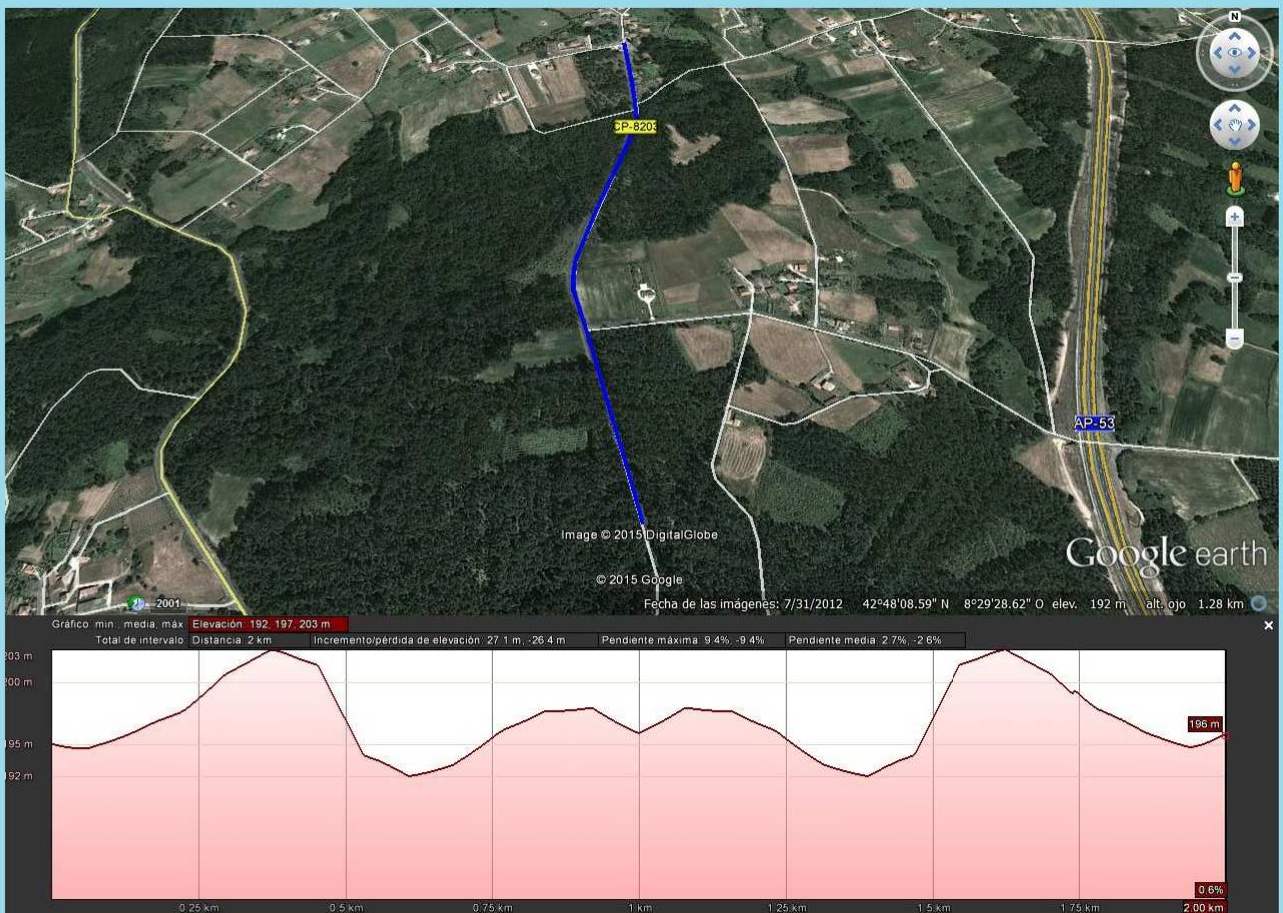 N
CP-8203
AP-53
Image © 2015 DigitalGlobe
© 2015 Google
Google earth
2001
Fecha de las imágenes: 7/31/2012 42°48'08.59" N 8°29'28.62" O elev. 192 m alt. ojo 1.28 km
Gráfico: min., media, máx. Elevación: 192, 197, 203 m
Total de intervalo: Distancia: 2 km Incremento/pérdida de elevación: 27.1 m, -26.4 m Pendiente máxima: 9.4%, -9.4% Pendiente media: 2.7%, -2.6%
203 m
200 m
196 m
195 m
192 m
0.6%
0.25 km 0.5 km 0.75 km 1 km 1.25 km 1.5 km 1.75 km 2.00 km